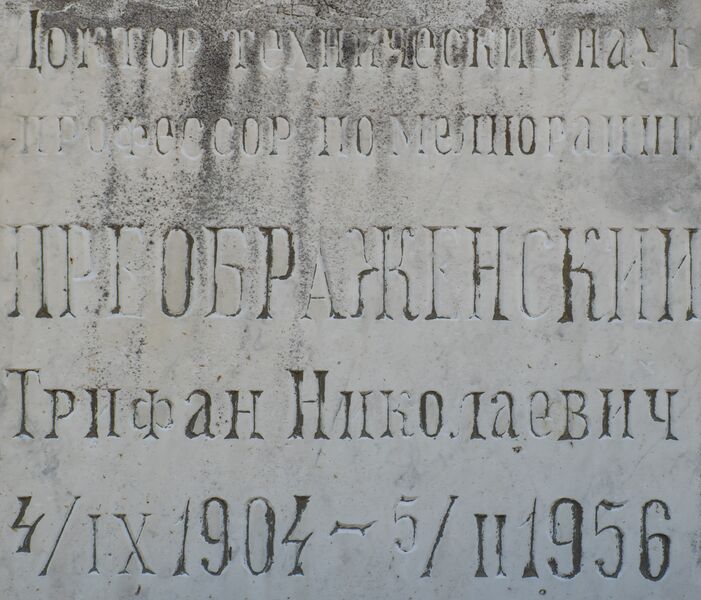 Доктор технических наук
профессор по мелиорации
ПРЕОБРАЖЕНСКИЙ
Трифан Николаевич
4/IX 1904 – 5/II 1956